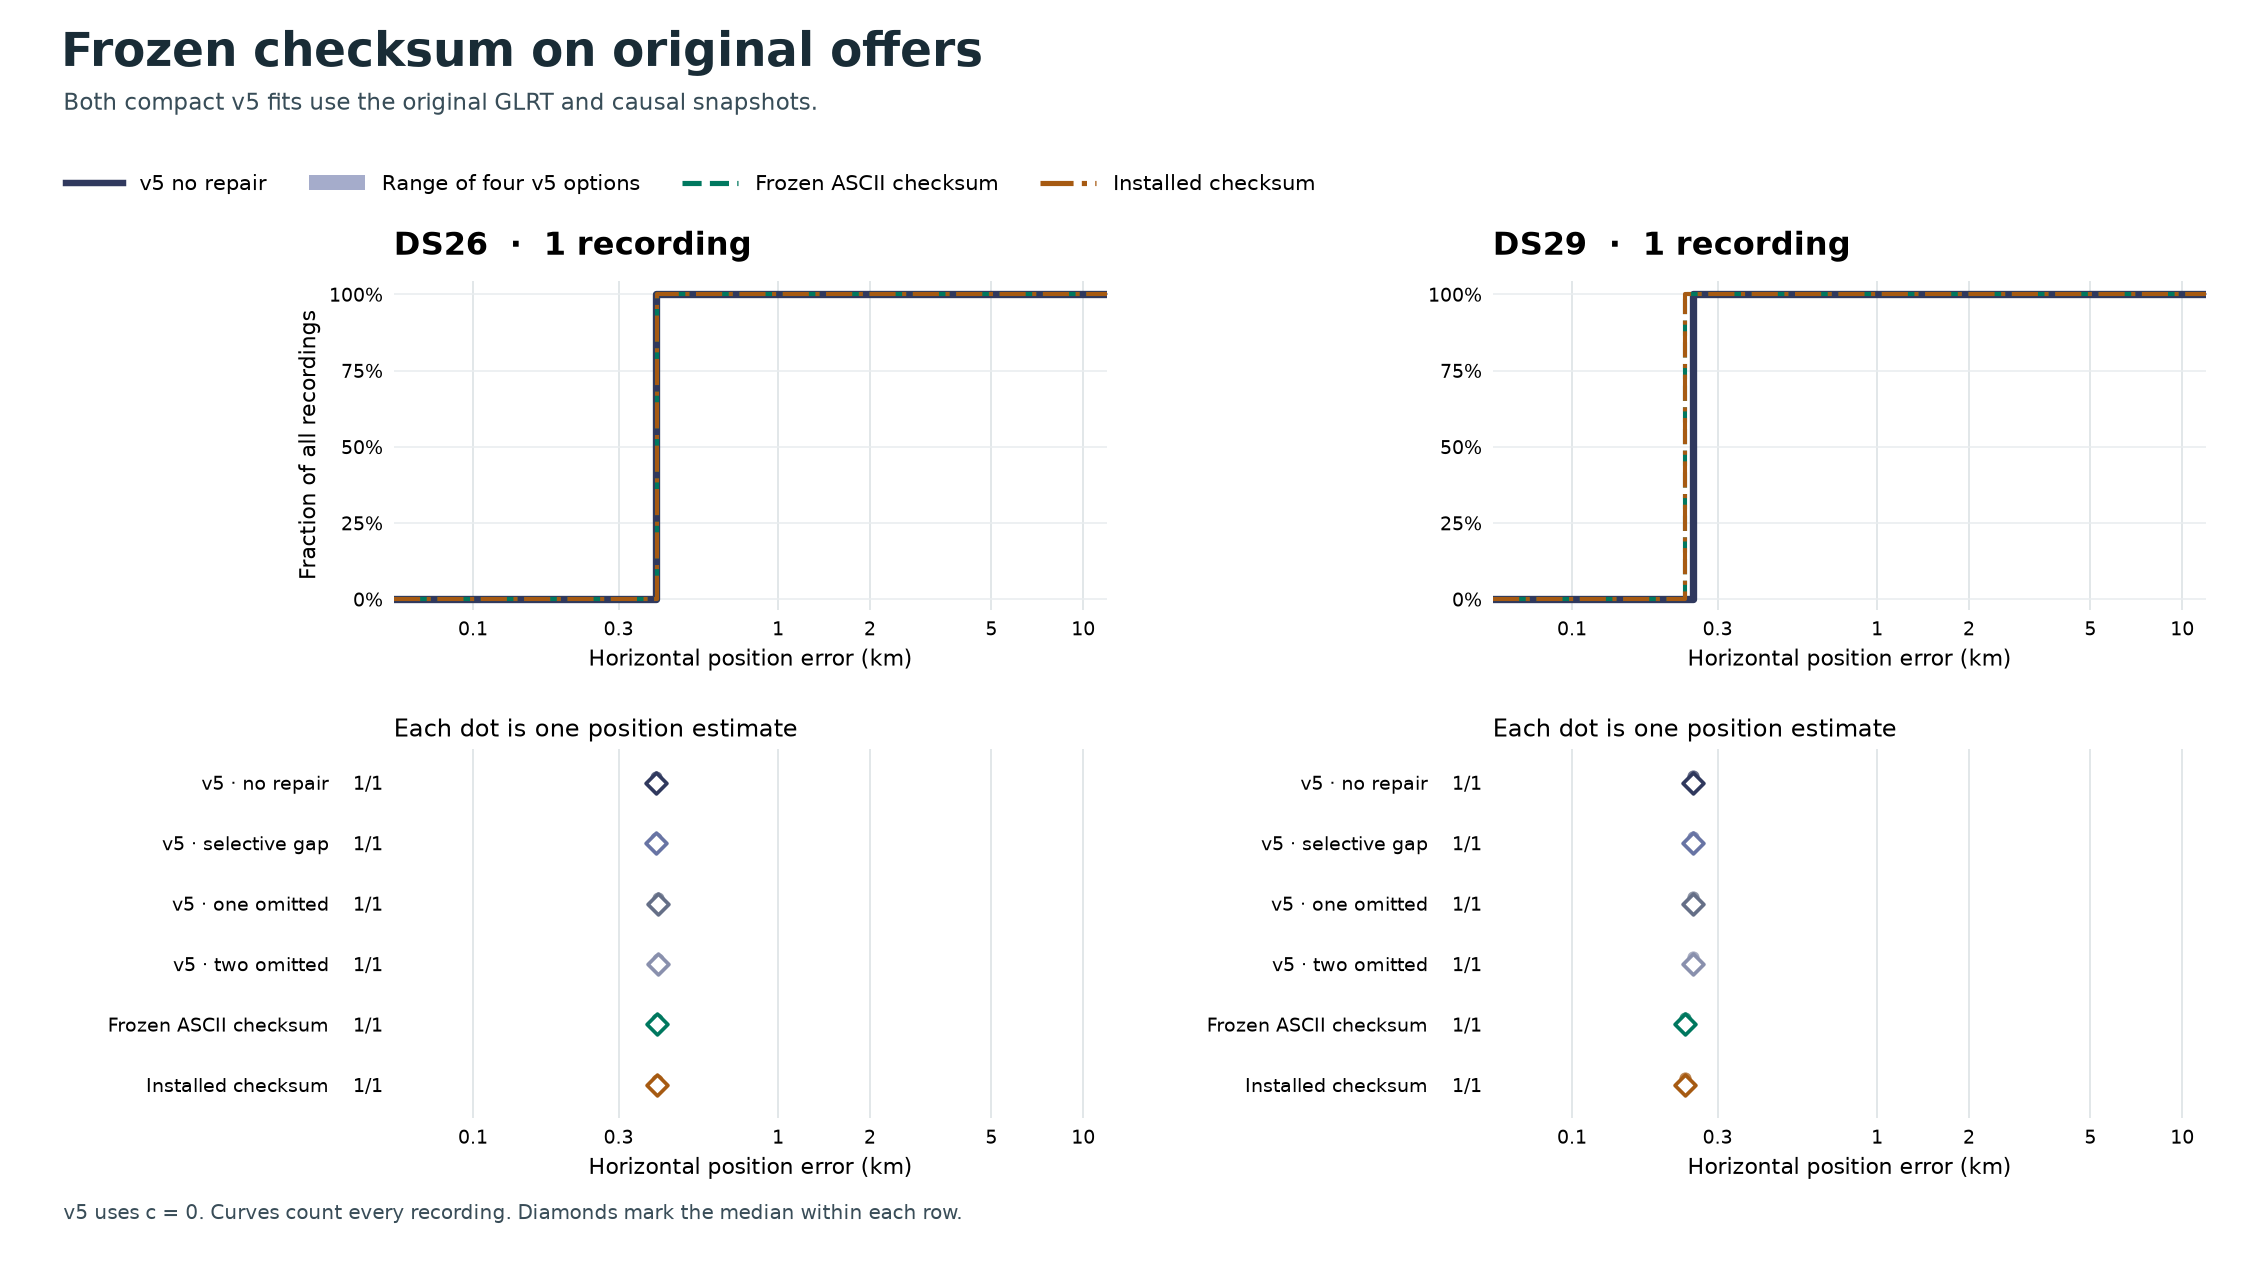 Frozen checksum on original offers
Both compact v5 fits use the original GLRT and causal snapshots.
v5 no repair
Range of four v5 options
Frozen ASCII checksum
Installed checksum
DS26 · 1 recording
100%
75%
50%
25%
0%
Fraction of all recordings
0.1 0.3 1 2 5 10
Horizontal position error (km)
DS29 · 1 recording
100%
75%
50%
25%
0%
0.1 0.3 1 2 5 10
Horizontal position error (km)
Each dot is one position estimate
v5 · no repair 1/1
v5 · selective gap 1/1
v5 · one omitted 1/1
v5 · two omitted 1/1
Frozen ASCII checksum 1/1
Installed checksum 1/1
0.1 0.3 1 2 5 10
Horizontal position error (km)
Each dot is one position estimate
v5 · no repair 1/1
v5 · selective gap 1/1
v5 · one omitted 1/1
v5 · two omitted 1/1
Frozen ASCII checksum 1/1
Installed checksum 1/1
0.1 0.3 1 2 5 10
Horizontal position error (km)
v5 uses c = 0. Curves count every recording. Diamonds mark the median within each row.